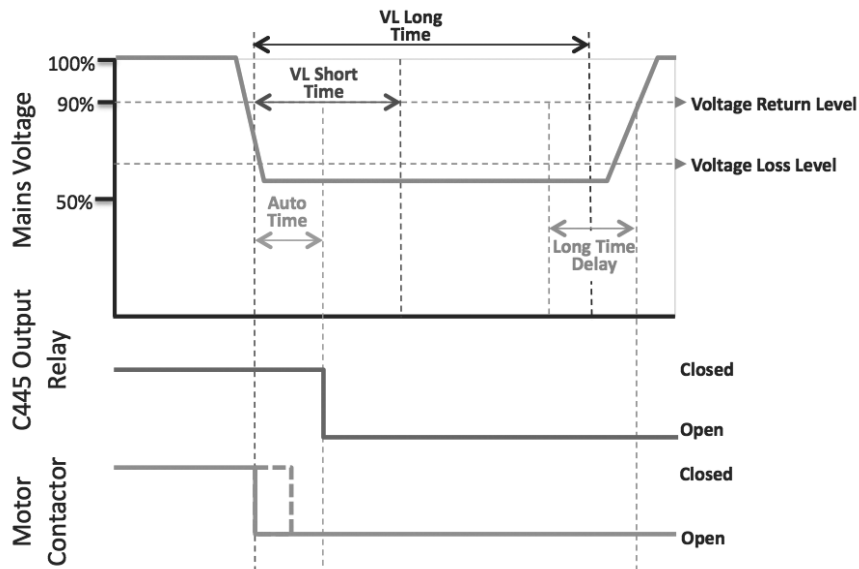 VL Long
Time
100%
VL Short
Time
90%
Voltage Return Level
Mains Voltage
Voltage Loss Level
50%
Auto
Time
Long Time
Delay
C445 Output
Relay
Closed
Open
Motor
Contactor
Closed
Open